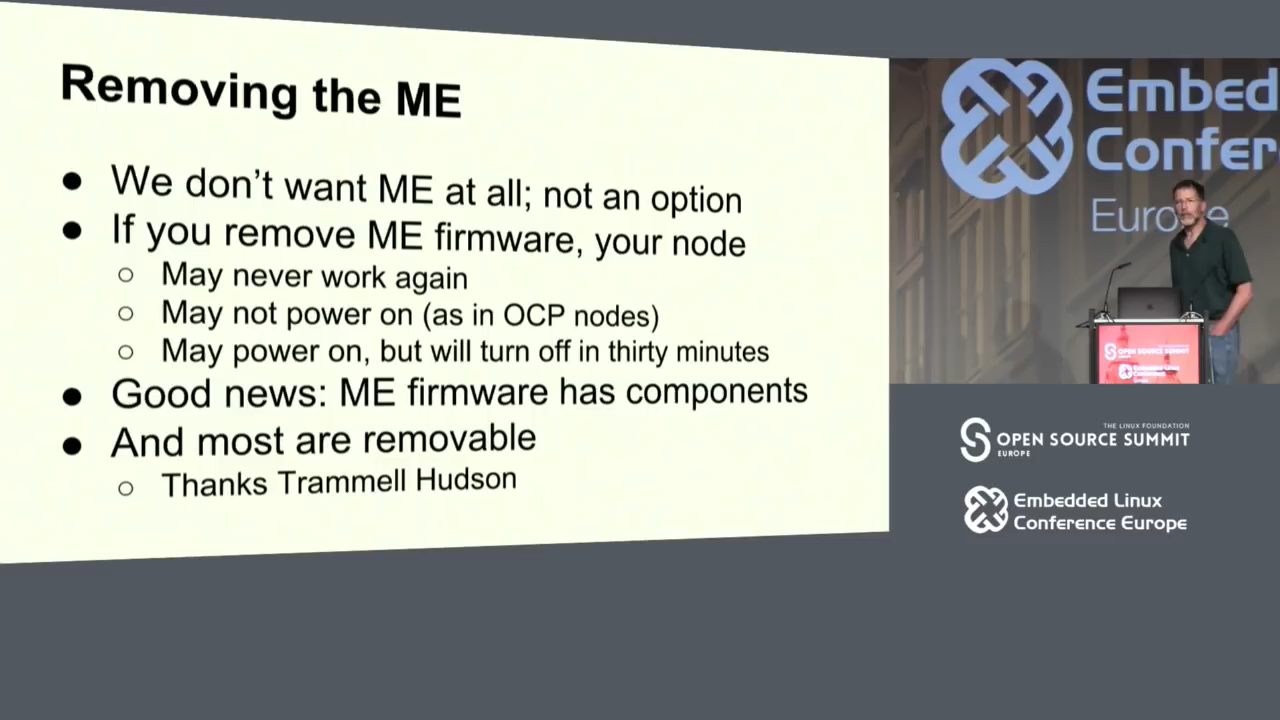 Removing the ME
● We don't want ME at all; not an option
● If you remove ME firmware, your node
○ May never work again
○ May not power on (as in OCP nodes)
○ May power on, but will turn off in thirty minutes
● Good news: ME firmware has components
● And most are removable
○ Thanks Trammell Hudson
Embed
Confer
Europe
OPEN SOURCE SUMMIT
THE LINUX FOUNDATION
OPEN SOURCE SUMMIT
EUROPE
Embedded Linux
Conference Europe